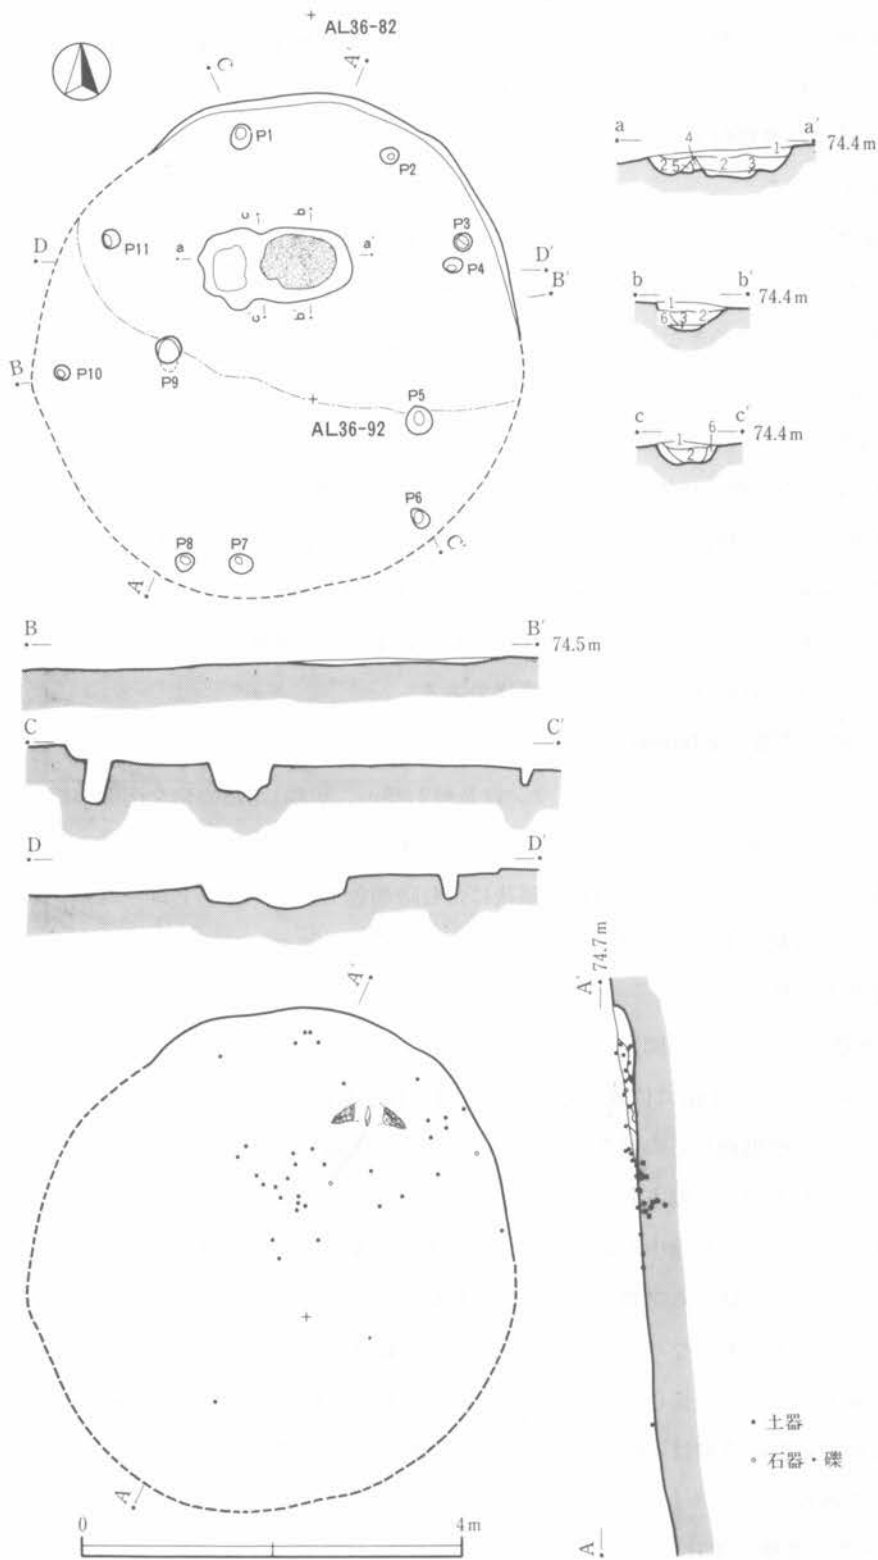 AL36-82
C
A´
P1
P2
a a´ 74.4m
4
1
2 5 3 2 3
c b
P3
P11
a a´
P4
D D´
B´
c´ b´
b b´ 74.4m
1
6 3 2
B
P10
P9
P5
AL36-92
c c´ 74.4m
1 6
2
P6
P8
P7
C´
A
B B´ 74.5m
C C´
D D´
A´ 74.7m
A´
・土器
○石器・礫
A
0 4m
A